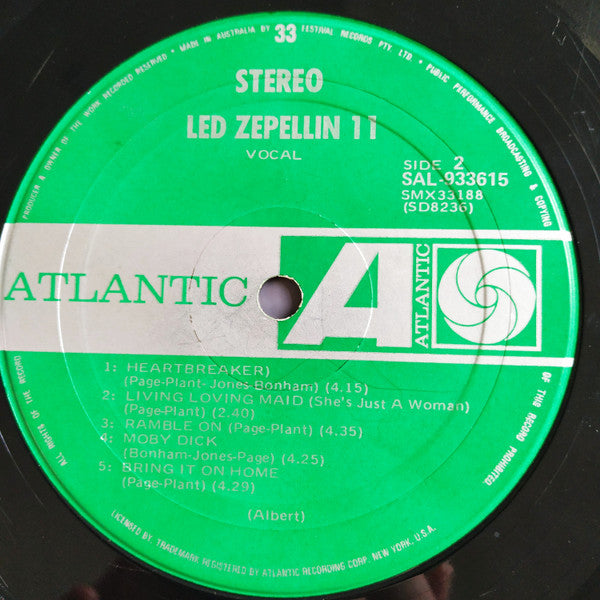 • MADE IN AUSTRALIA BY FESTIVAL RECORDS PTY. LTD. • PUBLIC PERFORMANCE BROADCASTING & COPYING
33
STEREO
LED ZEPELLIN 11
VOCAL
SIDE 2
SAL-933615
SMX33188
(SD8236)
ATLANTIC
A
ATLANTIC
1: HEARTBREAKER)
(Page-Plant-Jones-Bonham) (4.15)
2: LIVING LOVING MAID (She's Just A Woman)
(Page-Plant) (2.40)
3: RAMBLE ON (Page-Plant) (4.35)
4: MOBY DICK
(Bonham-Jones-Page) (4.25)
5: BRING IT ON HOME
(Page-Plant) (4.29)
(Albert)
OF THIS RECORD PROHIBITED.
ALL RIGHTS OF THE RECORD
PRODUCER & OWNER OF THE WORK RECORDED RESERVED
LICENSED BY, TRADEMARK REGISTERED BY ATLANTIC RECORDING CORP. NEW YORK, U.S.A.